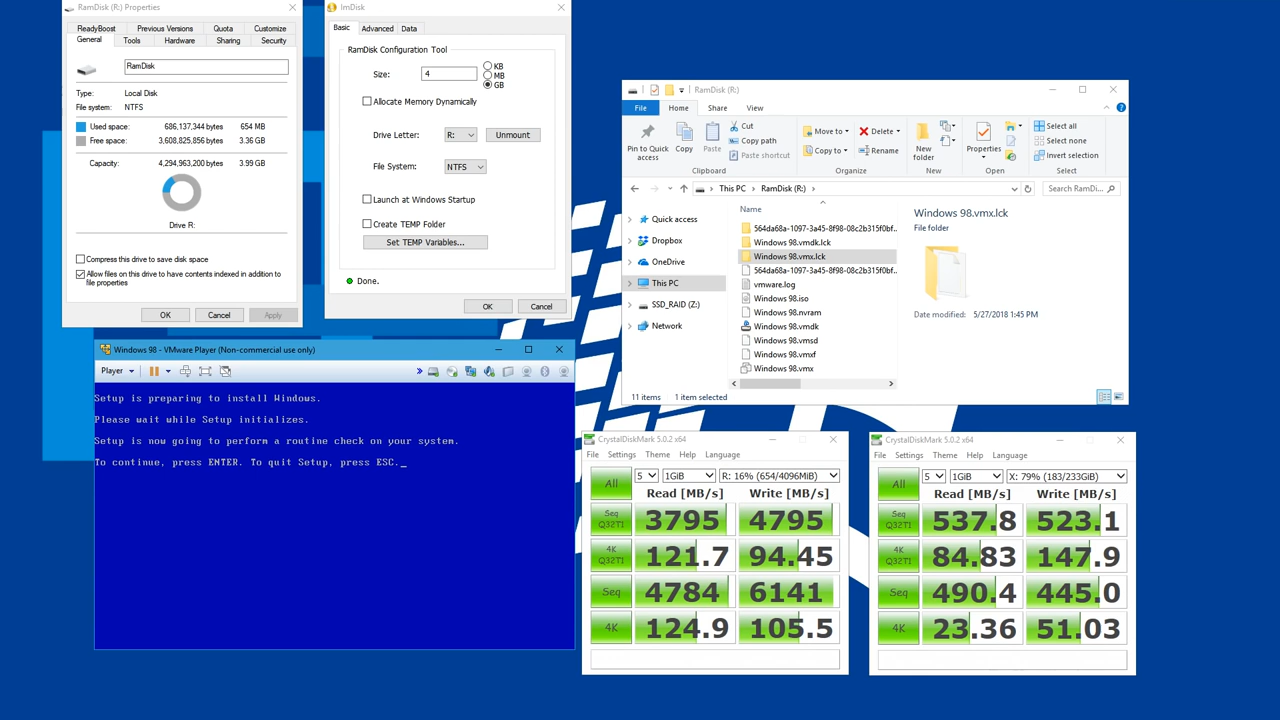 RamDisk (R:) Properties
ReadyBoost Previous Versions Quota Customize
General Tools Hardware Sharing Security
RamDisk
Type: Local Disk
File system: NTFS
Used space: 686,137,344 bytes 654 MB
Free space: 3,608,825,856 bytes 3.36 GB
Capacity: 4,294,963,200 bytes 3.99 GB
Drive R:
Compress this drive to save disk space
Allow files on this drive to have contents indexed in addition to
file properties
OK Cancel Apply
ImDisk
Basic Advanced Data
RamDisk Configuration Tool
Size: 4 KB
MB
GB
Allocate Memory Dynamically
Drive Letter: R: Unmount
File System: NTFS
Launch at Windows Startup
Create TEMP Folder
Set TEMP Variables...
Done.
OK Cancel
RamDisk (R:)
File Home Share View
Pin to Quick
access
Copy
Paste
Cut
Copy path
Paste shortcut
Clipboard
Move to
Copy to
Delete
Rename
Organize
New
folder
New
Properties
Open
Select all
Select none
Invert selection
Select
This PC > RamDisk (R:) >
Search RamDi...
Quick access
Dropbox
OneDrive
This PC
SSD_RAID (Z:)
Network
Name
564da68a-1097-3a45-8f98-08c2b315f0bf..
Windows 98.vmdk.lck
Windows 98.vmx.lck
564da68a-1097-3a45-8f98-08c2b315f0bf..
vmware.log
Windows 98.iso
Windows 98.nvram
Windows 98.vmdk
Windows 98.vmsd
Windows 98.vmxf
Windows 98.vmx
Windows 98.vmx.lck
File folder
Date modified: 5/27/2018 1:45 PM
11 items 1 item selected
Windows 98 - VMware Player (Non-commercial use only)
Player
Setup is preparing to install Windows.
Please wait while Setup initializes.
Setup is now going to perform a routine check on your system.
To continue, press ENTER. To quit Setup, press ESC._
CrystalDiskMark 5.0.2 x64
File Settings Theme Help Language
All 5 1GiB R: 16% (654/4096MiB)
Read [MB/s] Write [MB/s]
Seq
Q32T1
3795 4795
4K
Q32T1
121.7 94.45
Seq 4784 6141
4K 124.9 105.5
CrystalDiskMark 5.0.2 x64
File Settings Theme Help Language
All 5 1GiB X: 79% (183/233GiB)
Read [MB/s] Write [MB/s]
Seq
Q32T1
537.8 523.1
4K
Q32T1
84.83 147.9
Seq 490.4 445.0
4K 23.36 51.03